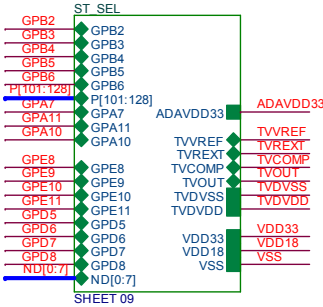 ST_SEL
GPB2 GPB2
GPB3 GPB3
GPB4 GPB4
GPB5 GPB5
GPB6 GPB6
P[101:128] P[101:128]
GPA7 GPA7
GPA11 GPA11
GPA10 GPA10
ADAVDD33 ADAVDD33
TVVREF TVVREF
TVREXT TVREXT
GPE8 GPE8 TVCOMP TVCOMP
GPE9 GPE9 TVOUT TVOUT
GPE10 GPE10 TVDVSS TVDVSS
GPE11 GPE11 TVDVDD TVDVDD
GPD5 GPD5
GPD6 GPD6 VDD33 VDD33
GPD7 GPD7 VDD18 VDD18
GPD8 GPD8 VSS VSS
ND[0:7] ND[0:7]
SHEET 09